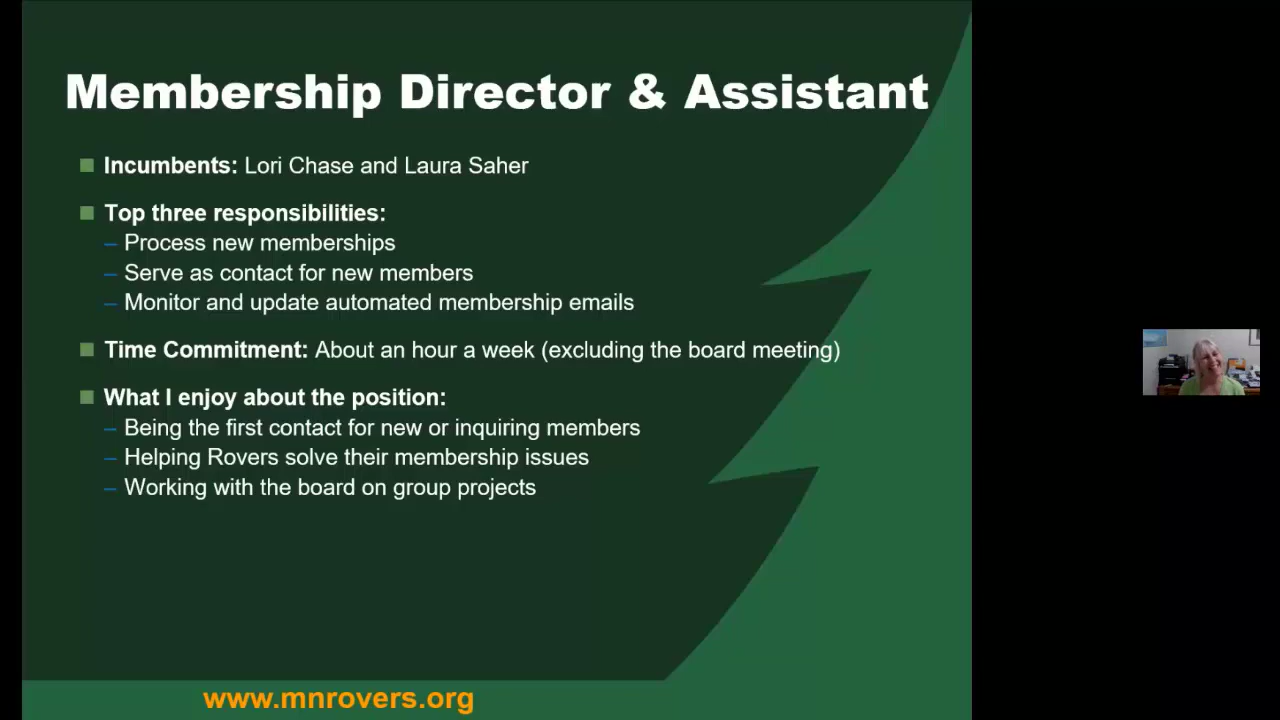 Membership Director & Assistant
Incumbents: Lori Chase and Laura Saher
Top three responsibilities:
– Process new memberships
– Serve as contact for new members
– Monitor and update automated membership emails
Time Commitment: About an hour a week (excluding the board meeting)
What I enjoy about the position:
– Being the first contact for new or inquiring members
– Helping Rovers solve their membership issues
– Working with the board on group projects
www.mnrovers.org